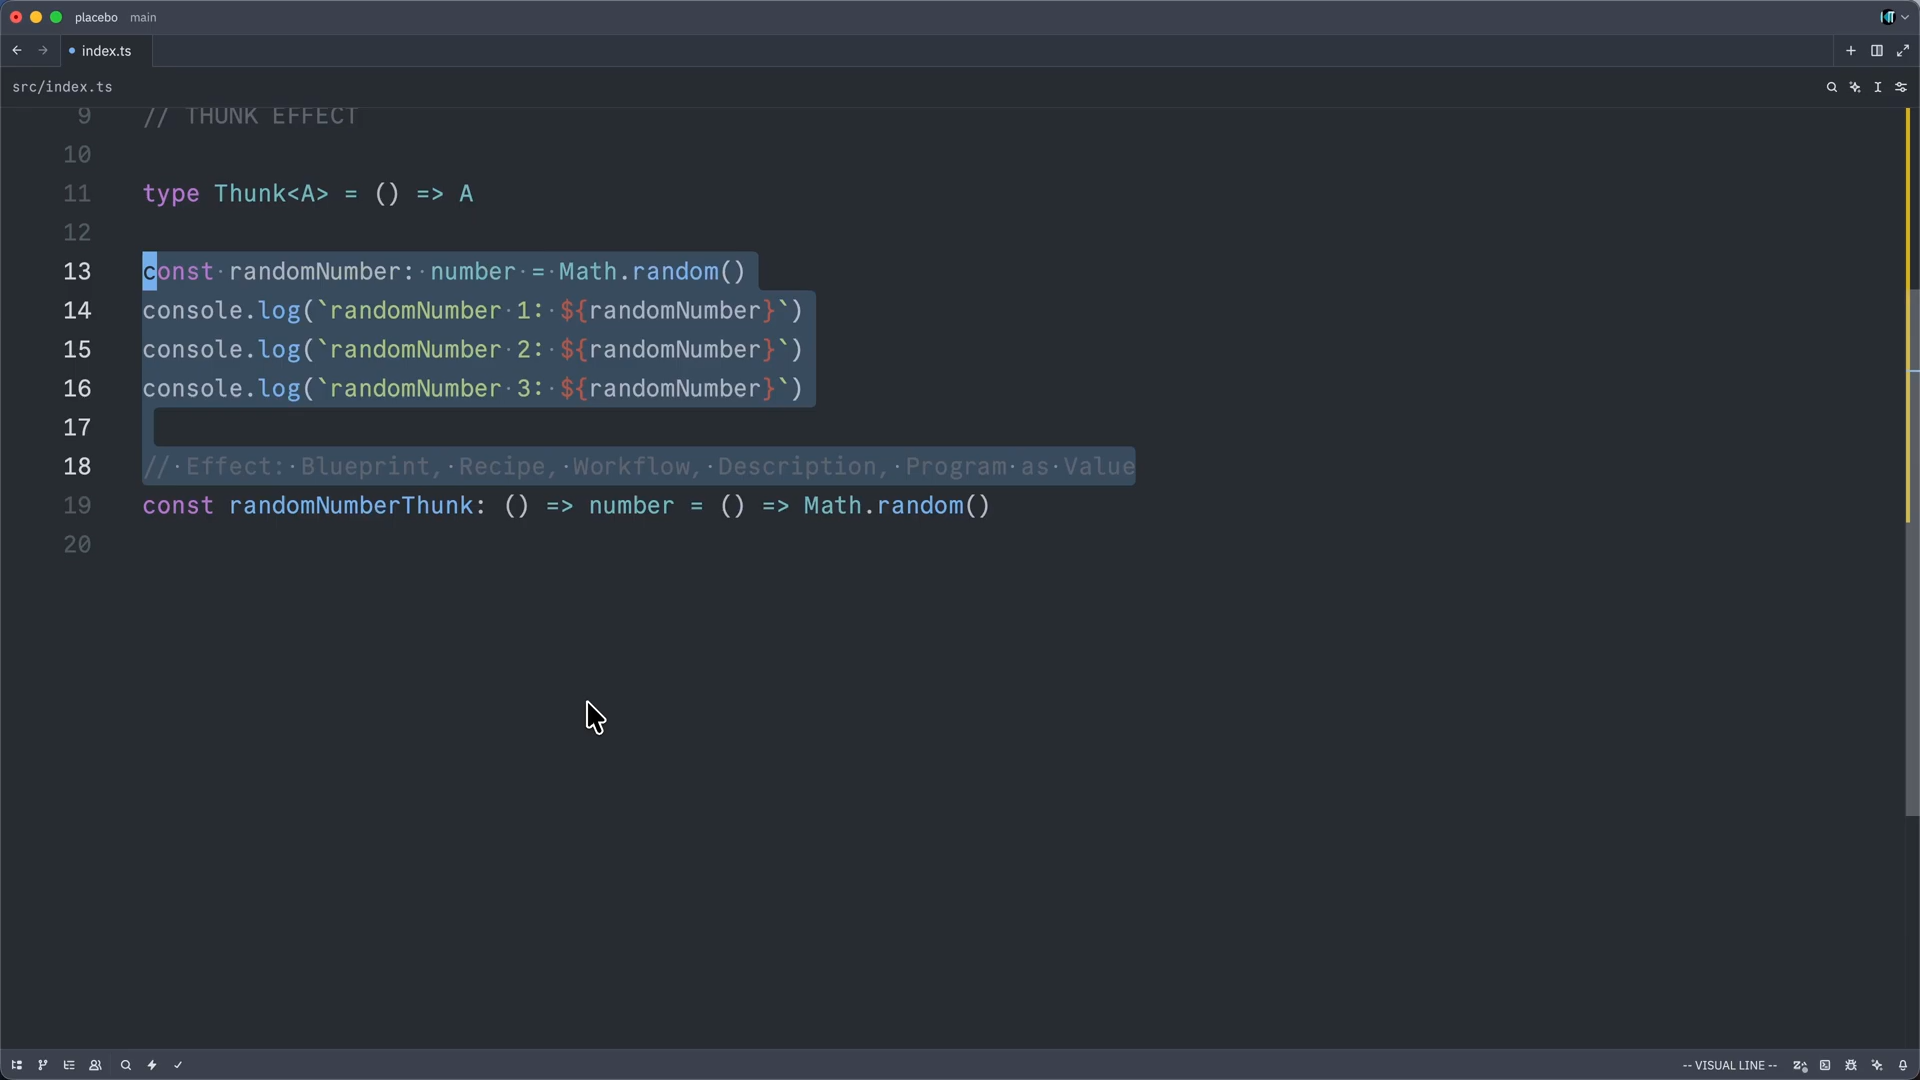 placebo main
index.ts
src/index.ts
9 // THUNK EFFECT
10
11 type Thunk<A> = () => A
12
13 const randomNumber: number = Math.random()
14 console.log(`randomNumber 1: ${randomNumber}`)
15 console.log(`randomNumber 2: ${randomNumber}`)
16 console.log(`randomNumber 3: ${randomNumber}`)
17
18 // Effect: Blueprint, Recipe, Workflow, Description, Program as Value
19 const randomNumberThunk: () => number = () => Math.random()
20
-- VISUAL LINE --